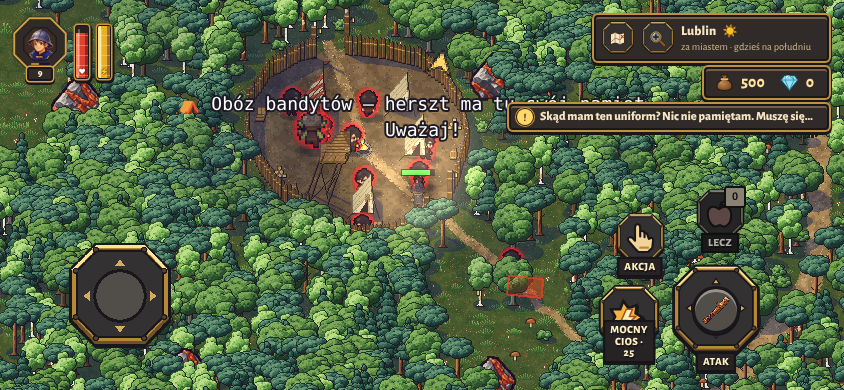 Lublin
za miastem · gdzieś na południu
9
500
0
Obóz bandytów – herszt ma tu
Uważaj!
Skąd mam ten uniform? Nic nie pamiętam. Muszę się...
0
LECZ
AKCJA
MOCNY
CIOS ·
25
ATAK